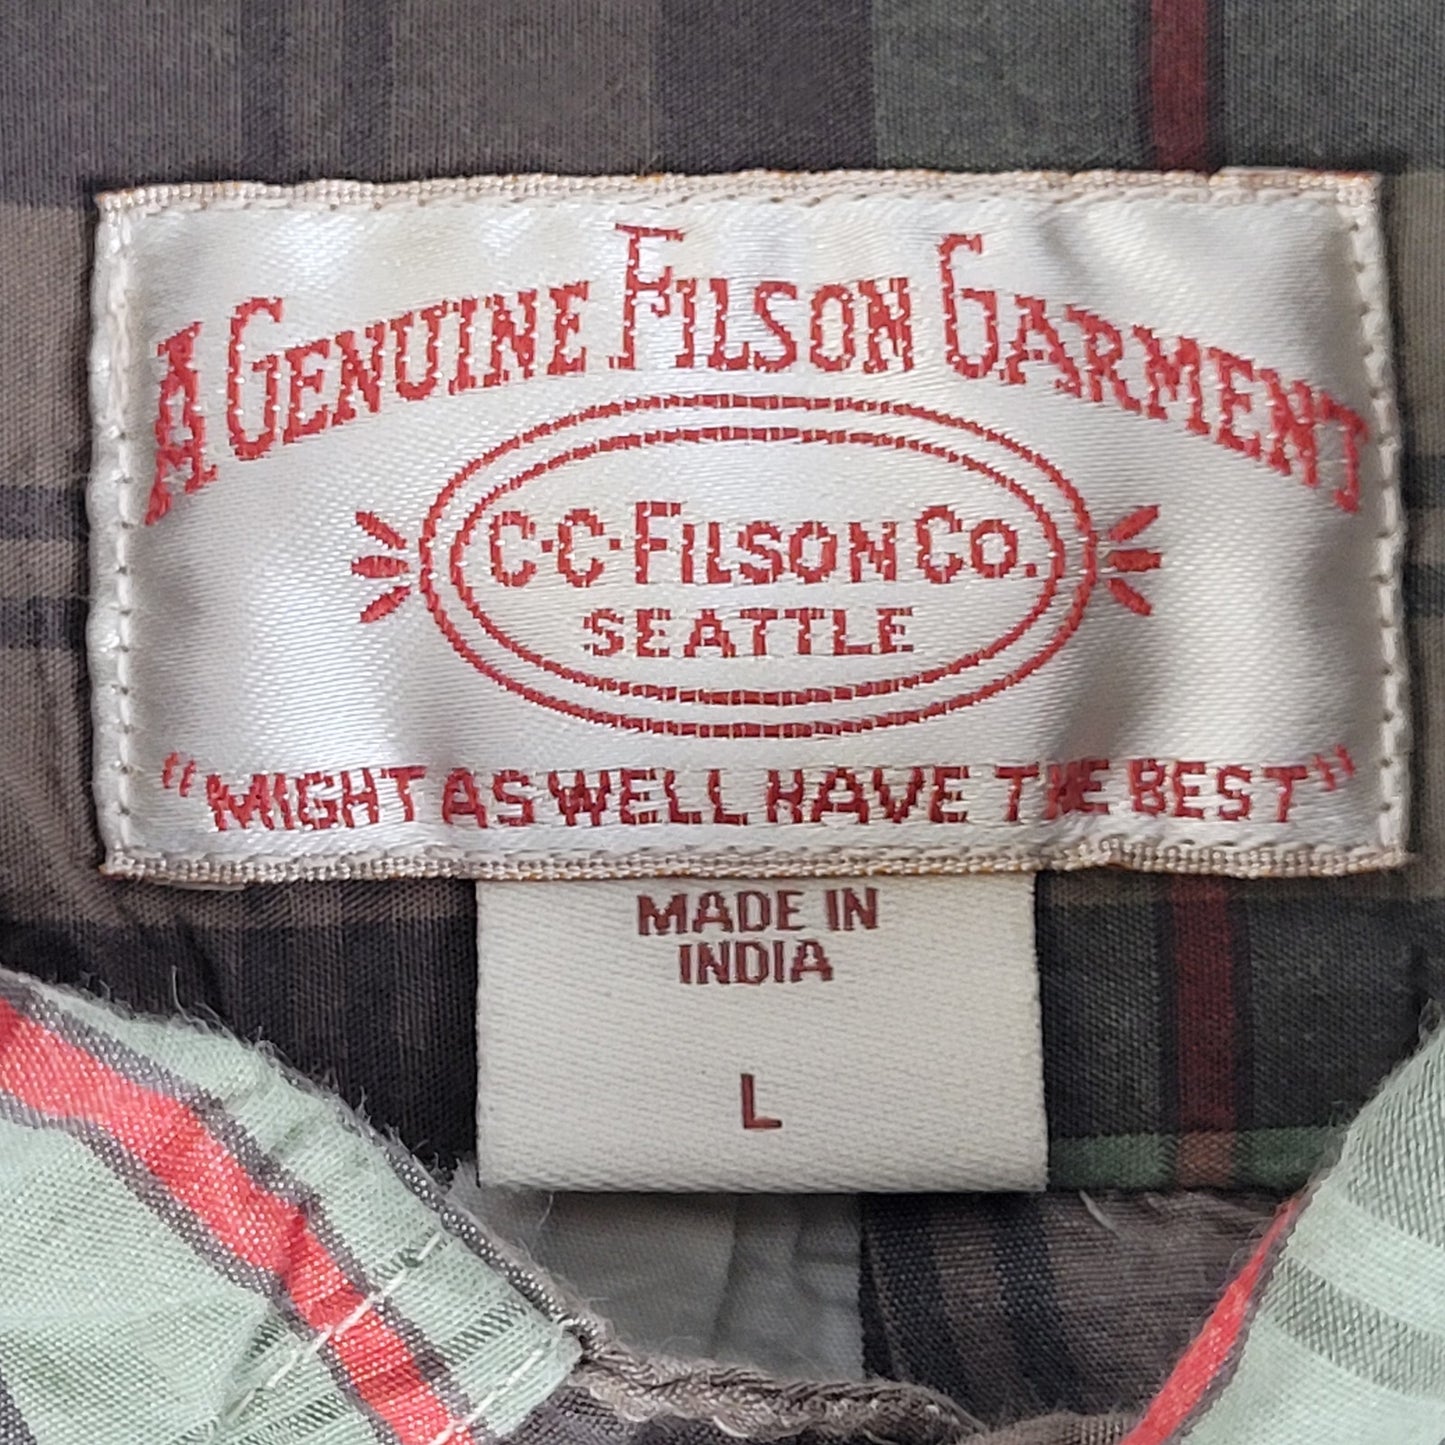 A GENUINE FILSON GARMENT
C·C·FILSON CO.
SEATTLE
"MIGHT AS WELL HAVE THE BEST"
MADE IN
INDIA
L